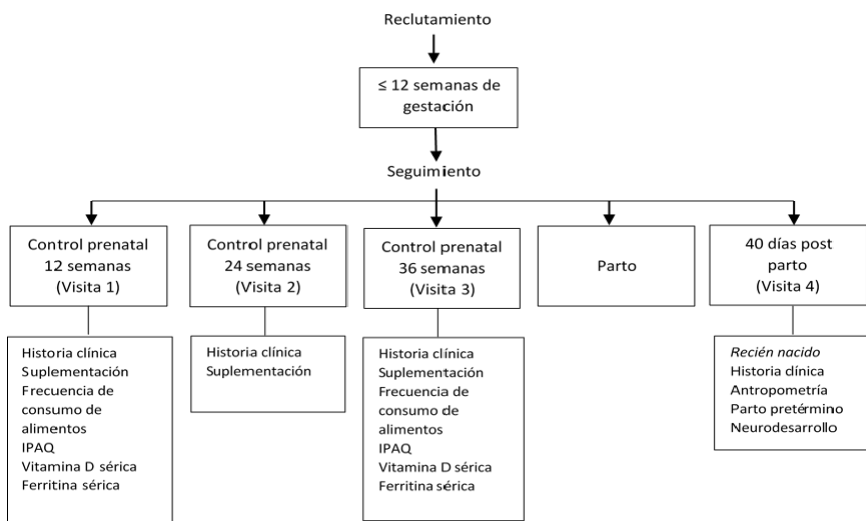 Reclutamiento
≤ 12 semanas de
gestación
Seguimiento
Control prenatal
12 semanas
(Visita 1)
Control prenatal
24 semanas
(Visita 2)
Control prenatal
36 semanas
(Visita 3)
Parto
40 días post
parto
(Visita 4)
Historia clínica
Suplementación
Frecuencia de
consumo de
alimentos
IPAQ
Vitamina D sérica
Ferritina sérica
Historia clínica
Suplementación
Historia clínica
Suplementación
Frecuencia de
consumo de
alimentos
IPAQ
Vitamina D sérica
Ferritina sérica
Recién nacido
Historia clínica
Antropometría
Parto pretérmino
Neurodesarrollo